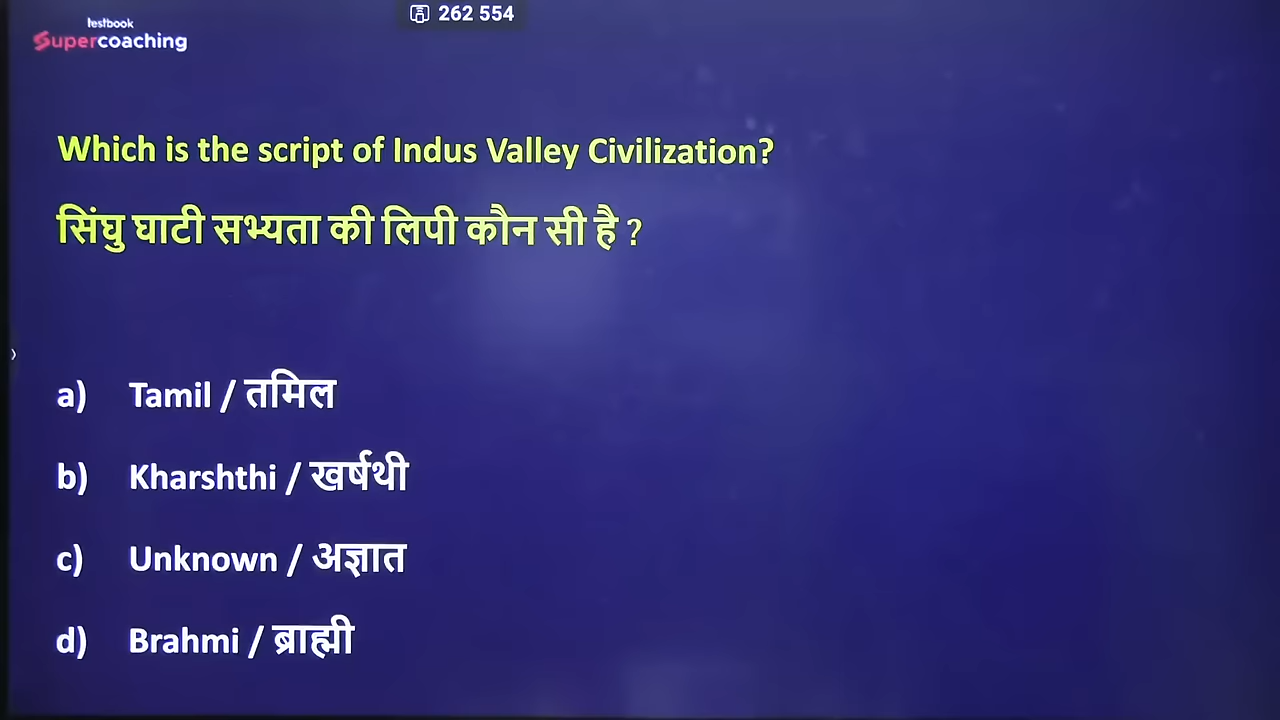 262 554
testbook
Supercoaching
Which is the script of Indus Valley Civilization?
सिंघु घाटी सभ्यता की लिपी कौन सी है ?
a) Tamil / तमिल
b) Kharshthi / खर्षथी
c) Unknown / अज्ञात
d) Brahmi / ब्राह्मी